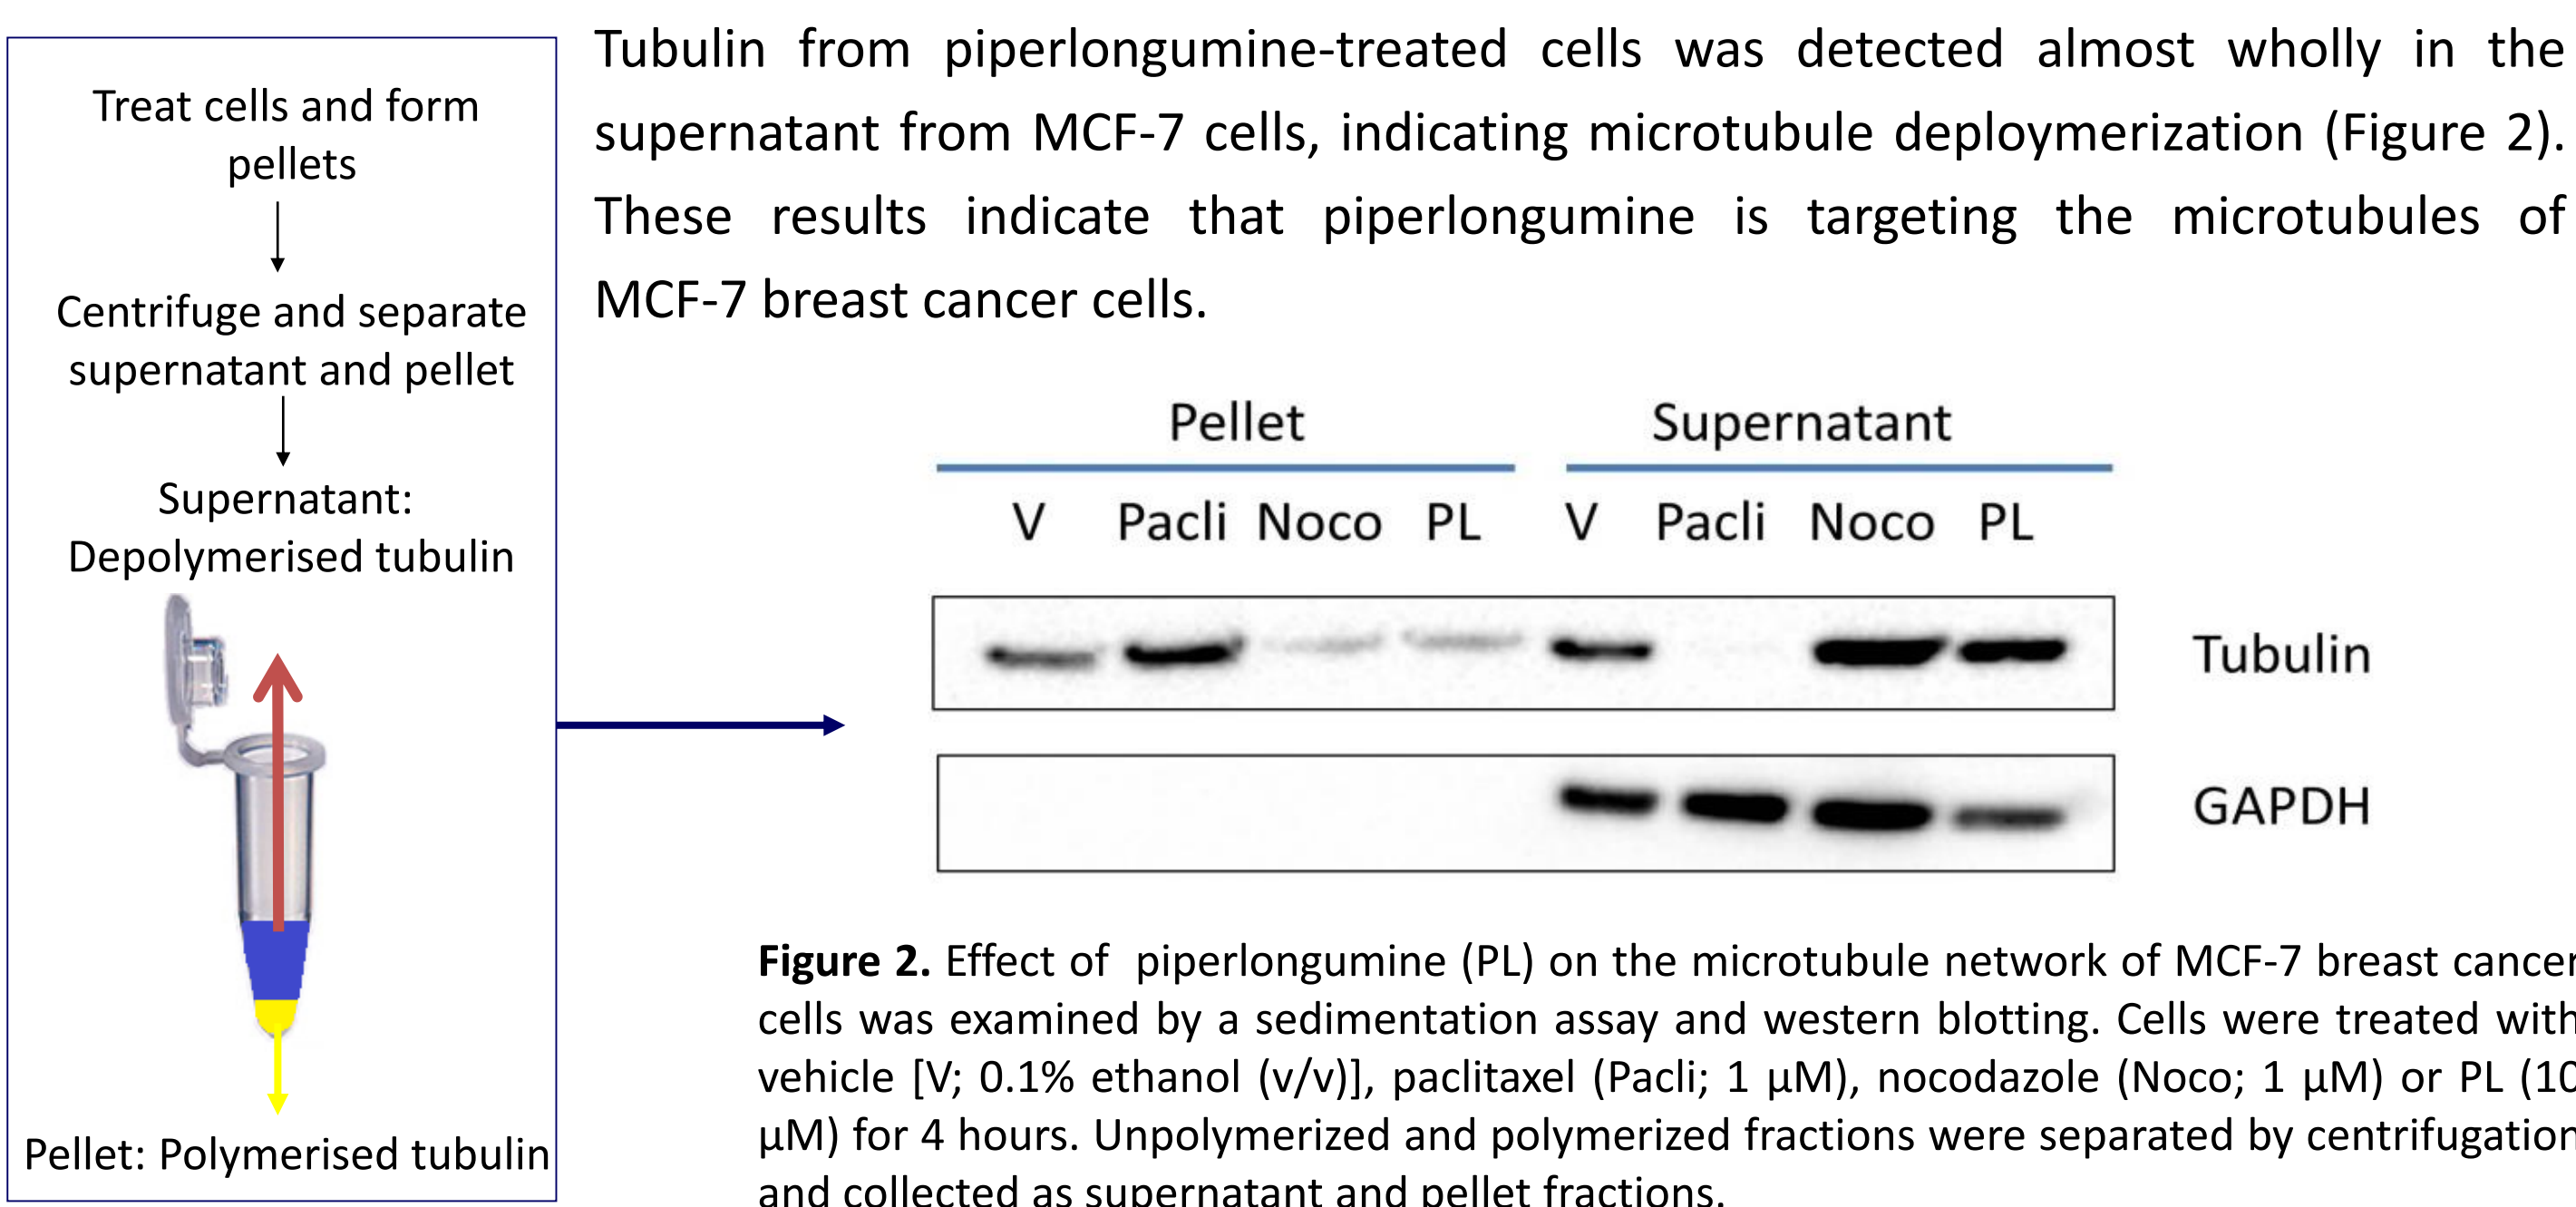 Treat cells and form
pellets
Centrifuge and separate
supernatant and pellet
Supernatant:
Depolymerised tubulin
Pellet: Polymerised tubulin
Tubulin from piperlongumine-treated cells was detected almost wholly in the
supernatant from MCF-7 cells, indicating microtubule deploymerization (Figure 2).
These results indicate that piperlongumine is targeting the microtubules of
MCF-7 breast cancer cells.
Pellet Supernatant
V Pacli Noco PL V Pacli Noco PL
Tubulin
GAPDH
Figure 2. Effect of piperlongumine (PL) on the microtubule network of MCF-7 breast cancer
cells was examined by a sedimentation assay and western blotting. Cells were treated with
vehicle [V; 0.1% ethanol (v/v)], paclitaxel (Pacli; 1 μM), nocodazole (Noco; 1 μM) or PL (10
μM) for 4 hours. Unpolymerized and polymerized fractions were separated by centrifugation
and collected as supernatant and pellet fractions.